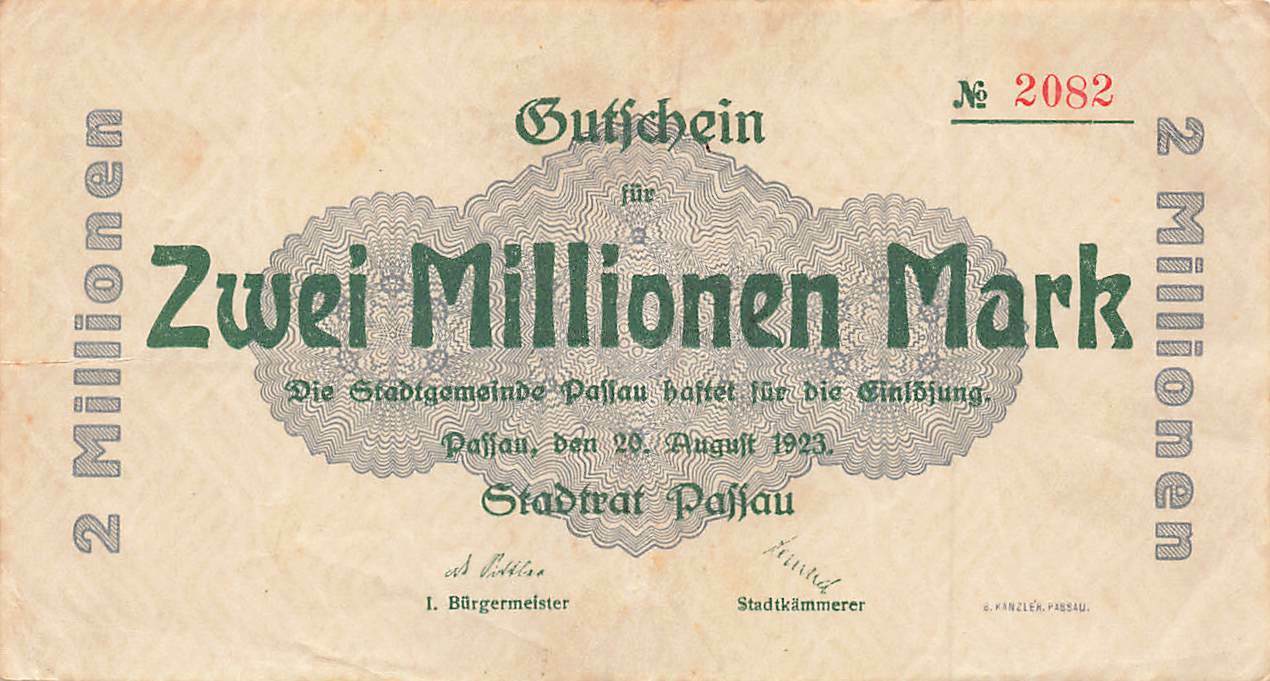 № 2082
Gutschein
für
Zwei Millionen Mark
Die Stadtgemeinde Passau haftet für die Einlösung.
Passau, den 20. August 1923.
Stadtrat Passau
I. Bürgermeister
Stadtkämmerer
KANZLER, PASSAU.
2 Millionen
2 Millionen